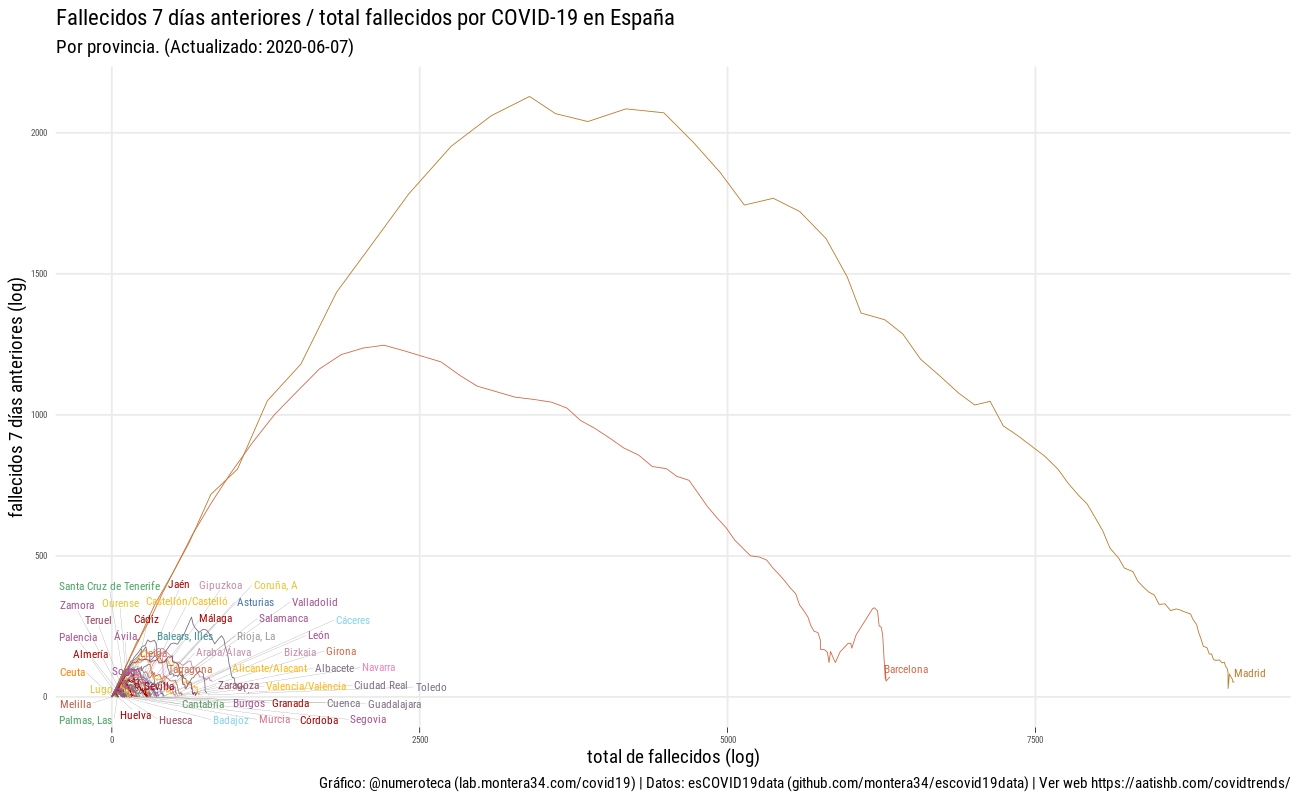 Fallecidos 7 días anteriores / total fallecidos por COVID-19 en España
Por provincia. (Actualizado: 2020-06-07)
fallecidos 7 días anteriores (log)
2000
1500
1000
500
0
Santa Cruz de Tenerife Jaén Gipuzkoa Coruña, A
Zamora Ourense Castellón/Castelló Asturias Valladolid
Teruel Cádiz Málaga Salamanca Cáceres
Palencia Ávila Balears, Illes Rioja, La León
Almería Lleida Araba/Álava Bizkaia Girona
Ceuta Soria Tarragona Alicante/Alacant Albacete Navarra
Barcelona
Madrid
Lugo Sevilla Zaragoza Valencia/València Ciudad Real Toledo
Melilla Cantabria Burgos Granada Cuenca Guadalajara
Palmas, Las Huelva Huesca Badajoz Murcia Córdoba Segovia
0 2500 5000 7500
total de fallecidos (log)
Gráfico: @numeroteca (lab.montera34.com/covid19) | Datos: esCOVID19data (github.com/montera34/escovid19data) | Ver web https://aatishb.com/covidtrends/